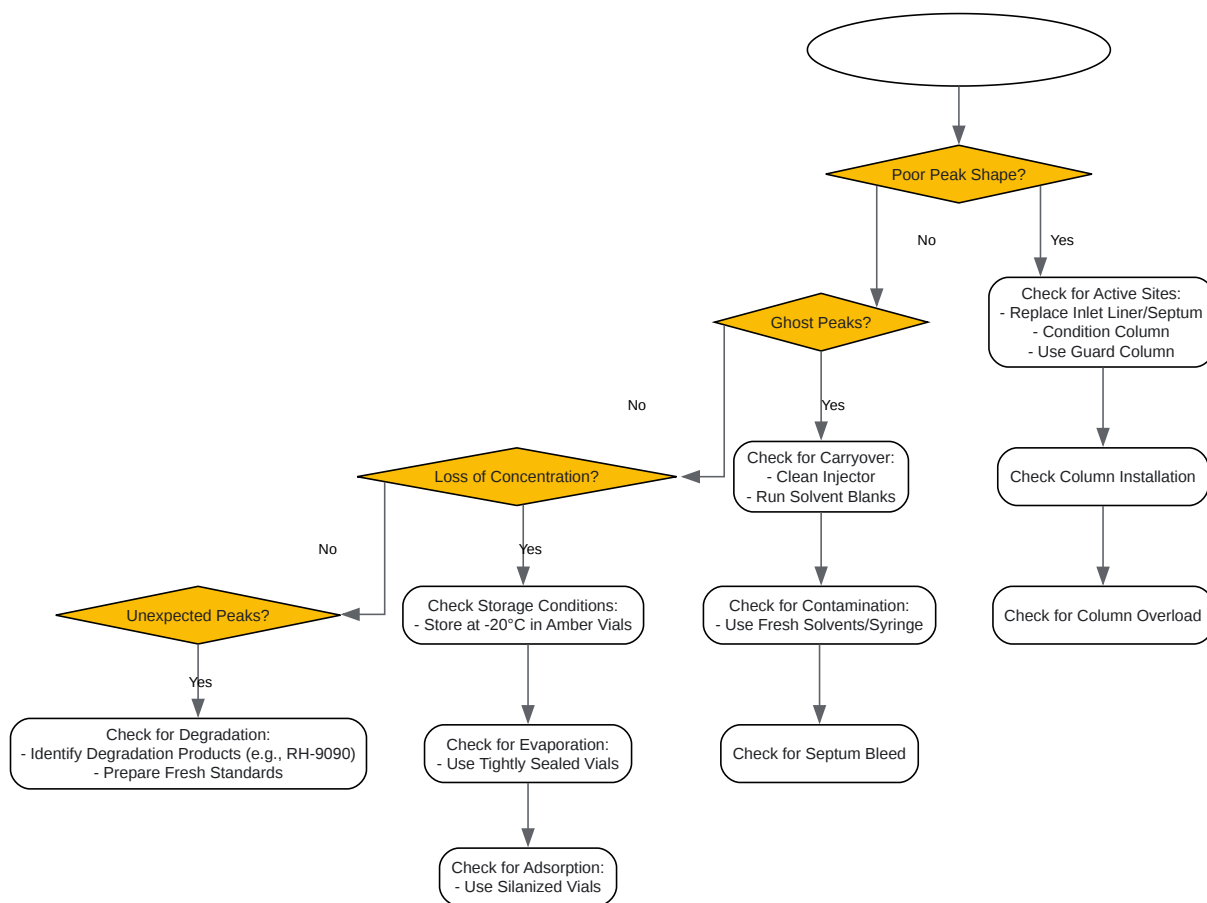 Poor Peak Shape?
No
Yes
Check for Active Sites:
- Replace Inlet Liner/Septum
- Condition Column
- Use Guard Column
Ghost Peaks?
No
Yes
Check for Carryover:
- Clean Injector
- Run Solvent Blanks
Check Column Installation
Loss of Concentration?
No
Yes
Check Storage Conditions:
- Store at -20°C in Amber Vials
Check for Contamination:
- Use Fresh Solvents/Syringe
Check for Column Overload
Unexpected Peaks?
Yes
Check for Degradation:
- Identify Degradation Products (e.g., RH-9090)
- Prepare Fresh Standards
Check for Evaporation:
- Use Tightly Sealed Vials
Check for Septum Bleed
Check for Adsorption:
- Use Silanized Vials